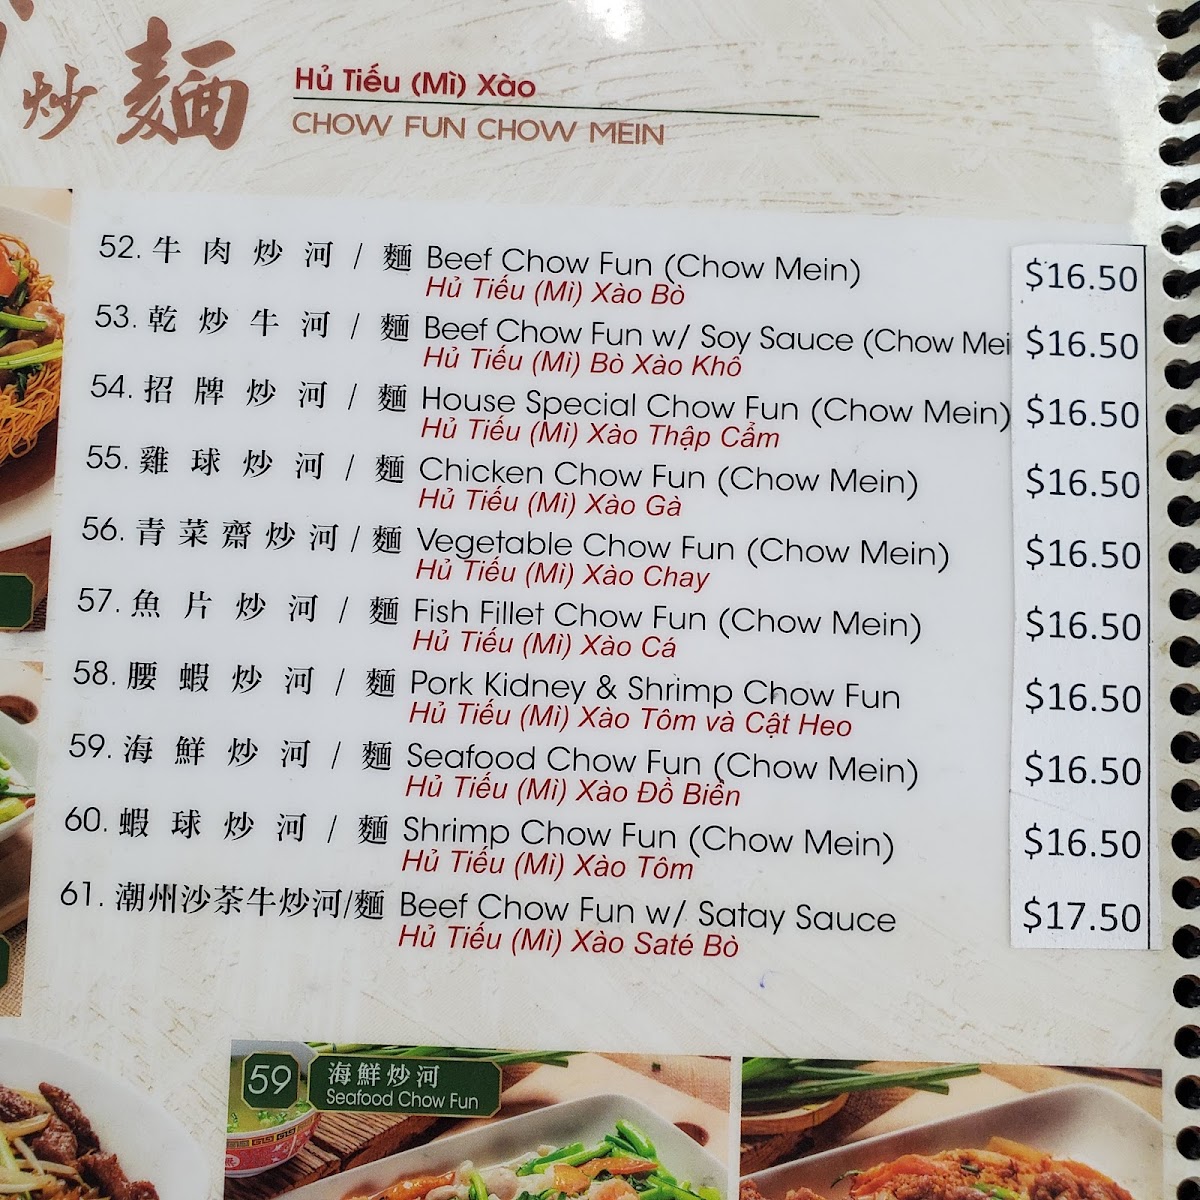 炒麵
Hủ Tiếu (Mì) Xào
CHOW FUN CHOW MEIN
52. 牛肉炒河 / 麵 Beef Chow Fun (Chow Mein) $16.50
Hủ Tiếu (Mì) Xào Bò
53. 乾炒牛河 / 麵 Beef Chow Fun w/ Soy Sauce (Chow Mei $16.50
Hủ Tiếu (Mì) Bò Xào Khô
54. 招牌炒河 / 麵 House Special Chow Fun (Chow Mein) $16.50
Hủ Tiếu (Mì) Xào Thập Cẩm
55. 雞球炒河 / 麵 Chicken Chow Fun (Chow Mein) $16.50
Hủ Tiếu (Mì) Xào Gà
56. 青菜齋炒河 / 麵 Vegetable Chow Fun (Chow Mein) $16.50
Hủ Tiếu (Mì) Xào Chay
57. 魚片炒河 / 麵 Fish Fillet Chow Fun (Chow Mein) $16.50
Hủ Tiếu (Mì) Xào Cá
58. 腰蝦炒河 / 麵 Pork Kidney & Shrimp Chow Fun $16.50
Hủ Tiếu (Mì) Xào Tôm và Cật Heo
59. 海鮮炒河 / 麵 Seafood Chow Fun (Chow Mein) $16.50
Hủ Tiếu (Mì) Xào Đồ Biển
60. 蝦球炒河 / 麵 Shrimp Chow Fun (Chow Mein) $16.50
Hủ Tiếu (Mì) Xào Tôm
61. 潮州沙茶牛炒河/麵 Beef Chow Fun w/ Satay Sauce $17.50
Hủ Tiếu (Mì) Xào Saté Bò
59 海鮮炒河
Seafood Chow Fun